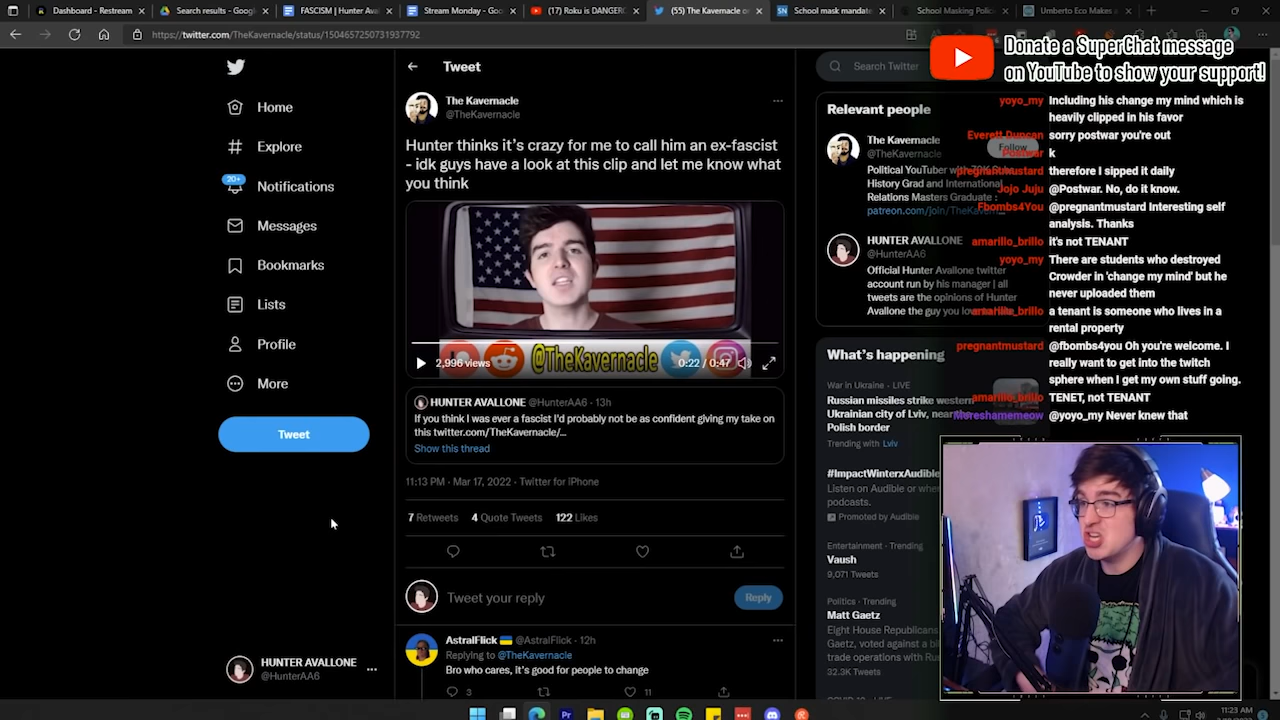 Dashboard - Restream
Search results - Google
FASCISM | Hunter Ava
Stream Monday - Goog
(17) Roku is DANGERO
(55) The Kavernacle on
School mask mandate
School Masking Polic
Umberto Eco Makes a
https://twitter.com/TheKavernacle/status/1504657250731937792
Donate a SuperChat message
on YouTube to show your support!
Home
Explore
20+
Notifications
Messages
Bookmarks
Lists
Profile
More
Tweet
HUNTER AVALLONE
@HunterAA6
Tweet
The Kavernacle
@TheKavernacle
Hunter thinks it's crazy for me to call him an ex-fascist
- idk guys have a look at this clip and let me know what
you think
2,996 views
@TheKavernacle
0:22 / 0:47
HUNTER AVALLONE @HunterAA6 · 13h
If you think I was ever a fascist I'd probably not be as confident giving my take on
this twitter.com/TheKavernacle/...
Show this thread
11:13 PM · Mar 17, 2022 · Twitter for iPhone
7 Retweets 4 Quote Tweets 122 Likes
Tweet your reply
Reply
AstralFlick @AstralFlick · 12h
Replying to @TheKavernacle
Bro who cares, it's good for people to change
3
11
Search Twitter
Relevant people
The Kavernacle
@TheKavernacle
Follow
Political YouTuber with 70K Subs
History Grad and International
Relations Masters Graduate :
patreon.com/join/TheKavern...
HUNTER AVALLONE
@HunterAA6
Official Hunter Avallone twitter
account run by his manager | all
tweets are the opinions of Hunter
Avallone the guy you
What's happening
War in Ukraine · LIVE
Russian missiles strike western
Ukrainian city of Lviv, near the
Polish border
Trending with Lviv
#ImpactWinterxAudible
Listen on Audible or where
podcasts.
Promoted by Audible
Entertainment · Trending
Vaush
9,071 Tweets
Politics · Trending
Matt Gaetz
Eight House Republicans
Gaetz, voted against a bi
trade operations with Rus
32.3K Tweets
yoyo_my Including his change my mind which is
heavily clipped in his favor
Everett Duncan sorry postwar you're out
Postwar k
pregnantmustard therefore I sipped it daily
Jojo Juju @Postwar. No, do it know.
Fbombs4You @pregnantmustard Interesting self
analysis. Thanks
amarillo_brillo it's not TENANT
yoyo_my There are students who destroyed
Crowder in 'change my mind' but he
never uploaded them
amarillo_brillo a tenant is someone who lives in a
rental property
pregnantmustard @fbombs4you Oh you're welcome. I
really want to get into the twitch
sphere when I get my own stuff going.
amarillo_brillo TENET, not TENANT
Moreshamemeow @yoyo_my Never knew that
11:23 AM